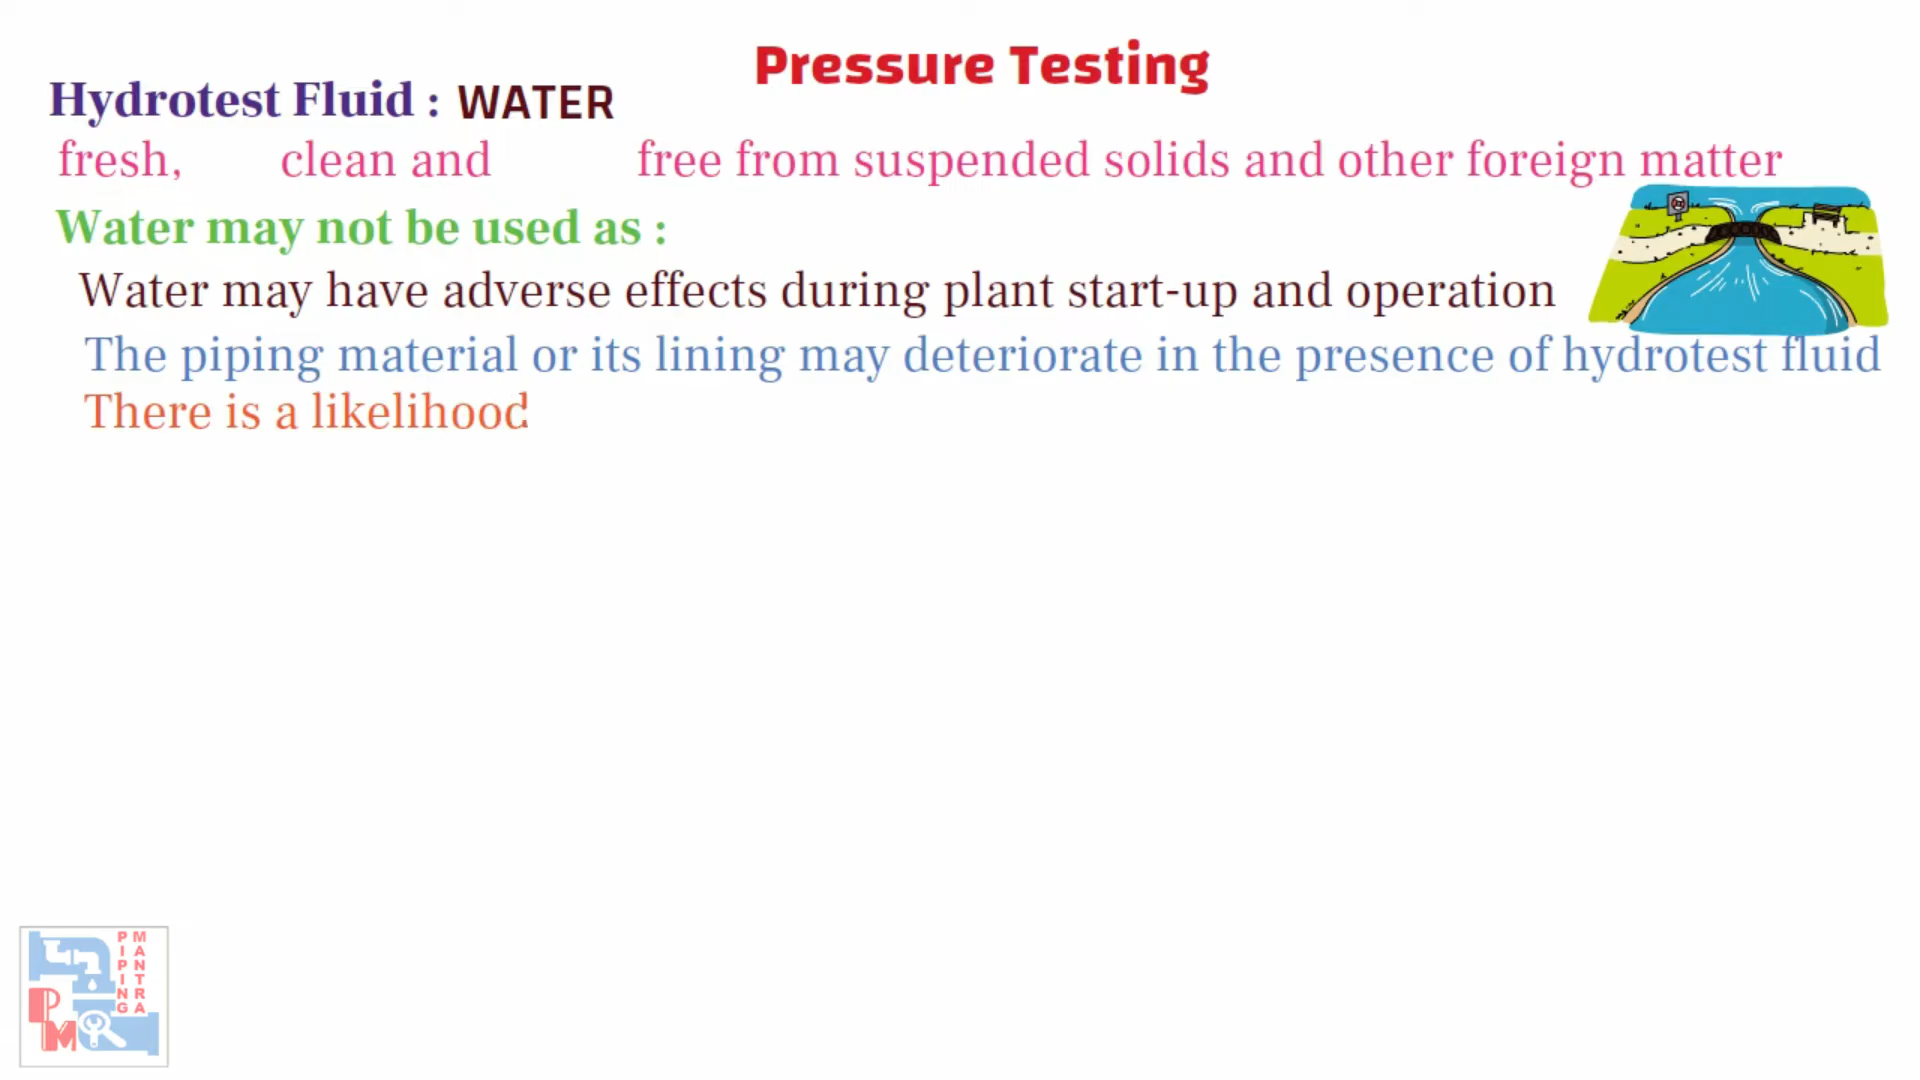 Pressure Testing
Hydrotest Fluid : WATER
fresh, clean and free from suspended solids and other foreign matter
Water may not be used as :
Water may have adverse effects during plant start-up and operation
The piping material or its lining may deteriorate in the presence of hydrotest fluid
There is a likelihood
PIPING
MANTRA
PM